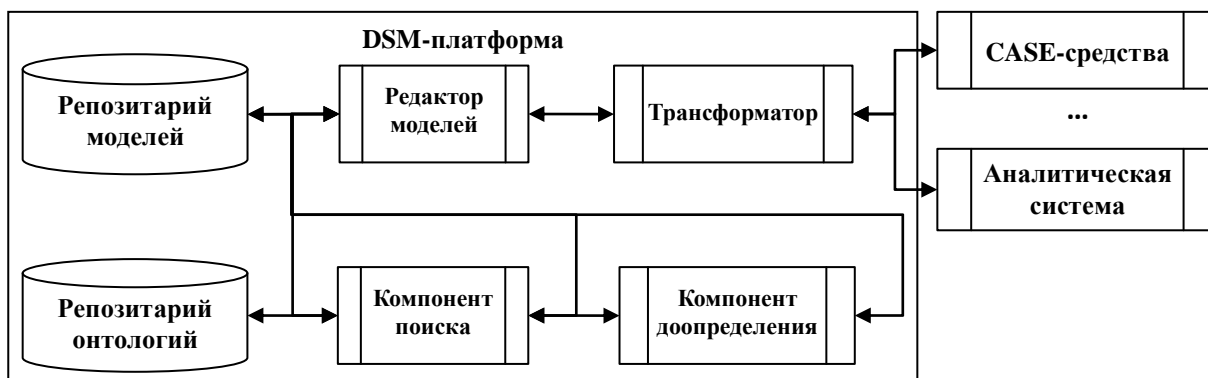 DSM-платформа
CASE-средства
Репозитарий
моделей
Редактор
моделей
Трансформатор
...
Аналитическая
система
Репозитарий
онтологий
Компонент
поиска
Компонент
доопределения